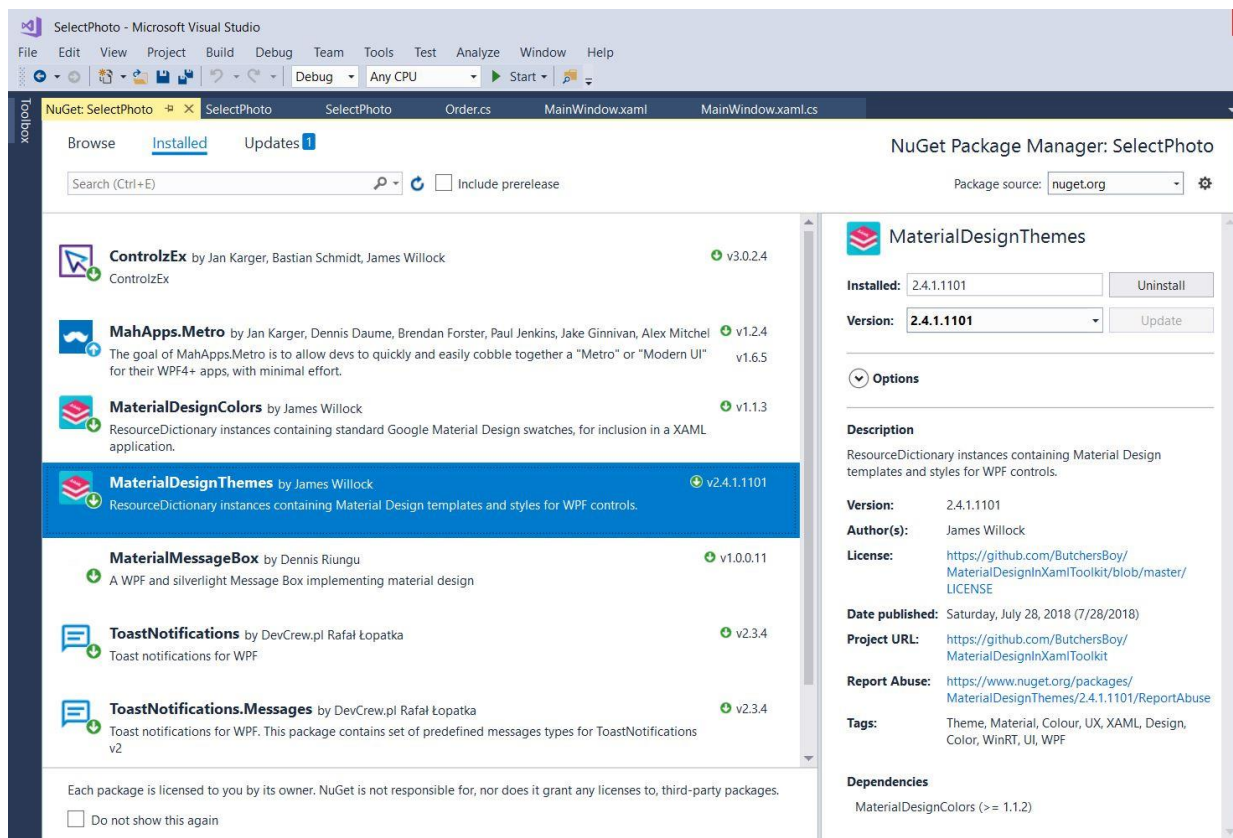 SelectPhoto - Microsoft Visual Studio
File Edit View Project Build Debug Team Tools Test Analyze Window Help
Debug Any CPU Start
Toolbox
NuGet: SelectPhoto SelectPhoto SelectPhoto Order.cs MainWindow.xaml MainWindow.xaml.cs
Browse Installed Updates 1
NuGet Package Manager: SelectPhoto
Search (Ctrl+E) Include prerelease
Package source: nuget.org
ControlzEx by Jan Karger, Bastian Schmidt, James Willock v3.0.2.4
ControlzEx
MahApps.Metro by Jan Karger, Dennis Daume, Brendan Forster, Paul Jenkins, Jake Ginnivan, Alex Mitchel v1.2.4
The goal of MahApps.Metro is to allow devs to quickly and easily cobble together a "Metro" or "Modern UI" v1.6.5
for their WPF4+ apps, with minimal effort.
MaterialDesignColors by James Willock v1.1.3
ResourceDictionary instances containing standard Google Material Design swatches, for inclusion in a XAML
application.
MaterialDesignThemes by James Willock v2.4.1.1101
ResourceDictionary instances containing Material Design templates and styles for WPF controls.
MaterialMessageBox by Dennis Riungu v1.0.0.11
A WPF and silverlight Message Box implementing material design
ToastNotifications by DevCrew.pl Rafał Łopatka v2.3.4
Toast notifications for WPF
ToastNotifications.Messages by DevCrew.pl Rafał Łopatka v2.3.4
Toast notifications for WPF. This package contains set of predefined messages types for ToastNotifications
v2
Each package is licensed to you by its owner. NuGet is not responsible for, nor does it grant any licenses to, third-party packages.
Do not show this again
MaterialDesignThemes
Installed: 2.4.1.1101 Uninstall
Version: 2.4.1.1101 Update
Options
Description
ResourceDictionary instances containing Material Design
templates and styles for WPF controls.
Version: 2.4.1.1101
Author(s): James Willock
License: https://github.com/ButchersBoy/
MaterialDesignInXamlToolkit/blob/master/
LICENSE
Date published: Saturday, July 28, 2018 (7/28/2018)
Project URL: https://github.com/ButchersBoy/
MaterialDesignInXamlToolkit
Report Abuse: https://www.nuget.org/packages/
MaterialDesignThemes/2.4.1.1101/ReportAbuse
Tags: Theme, Material, Colour, UX, XAML, Design,
Color, WinRT, UI, WPF
Dependencies
MaterialDesignColors (>= 1.1.2)